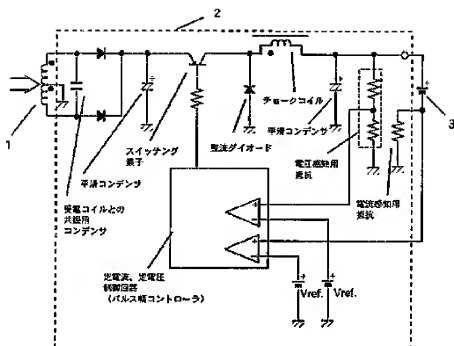 2
1
チョークコイル
スイッチング
素子
平滑コンデンサ
整流ダイオード
平滑コンデンサ
電圧感知用
抵抗
電流感知用
抵抗
3
受電コイルとの
共振用
コンデンサ
定電流、定電圧
制御回路
(パルス幅コントローラ)
Vref.
Vref.